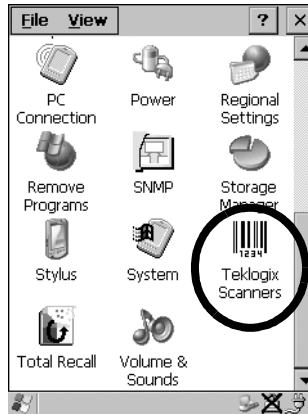 File View ? ×
PC Power Regional
Connection Settings
Remove SNMP Storage
Programs Manager
Stylus System Teklogix
Scanners
1234
Total Recall Volume &
Sounds